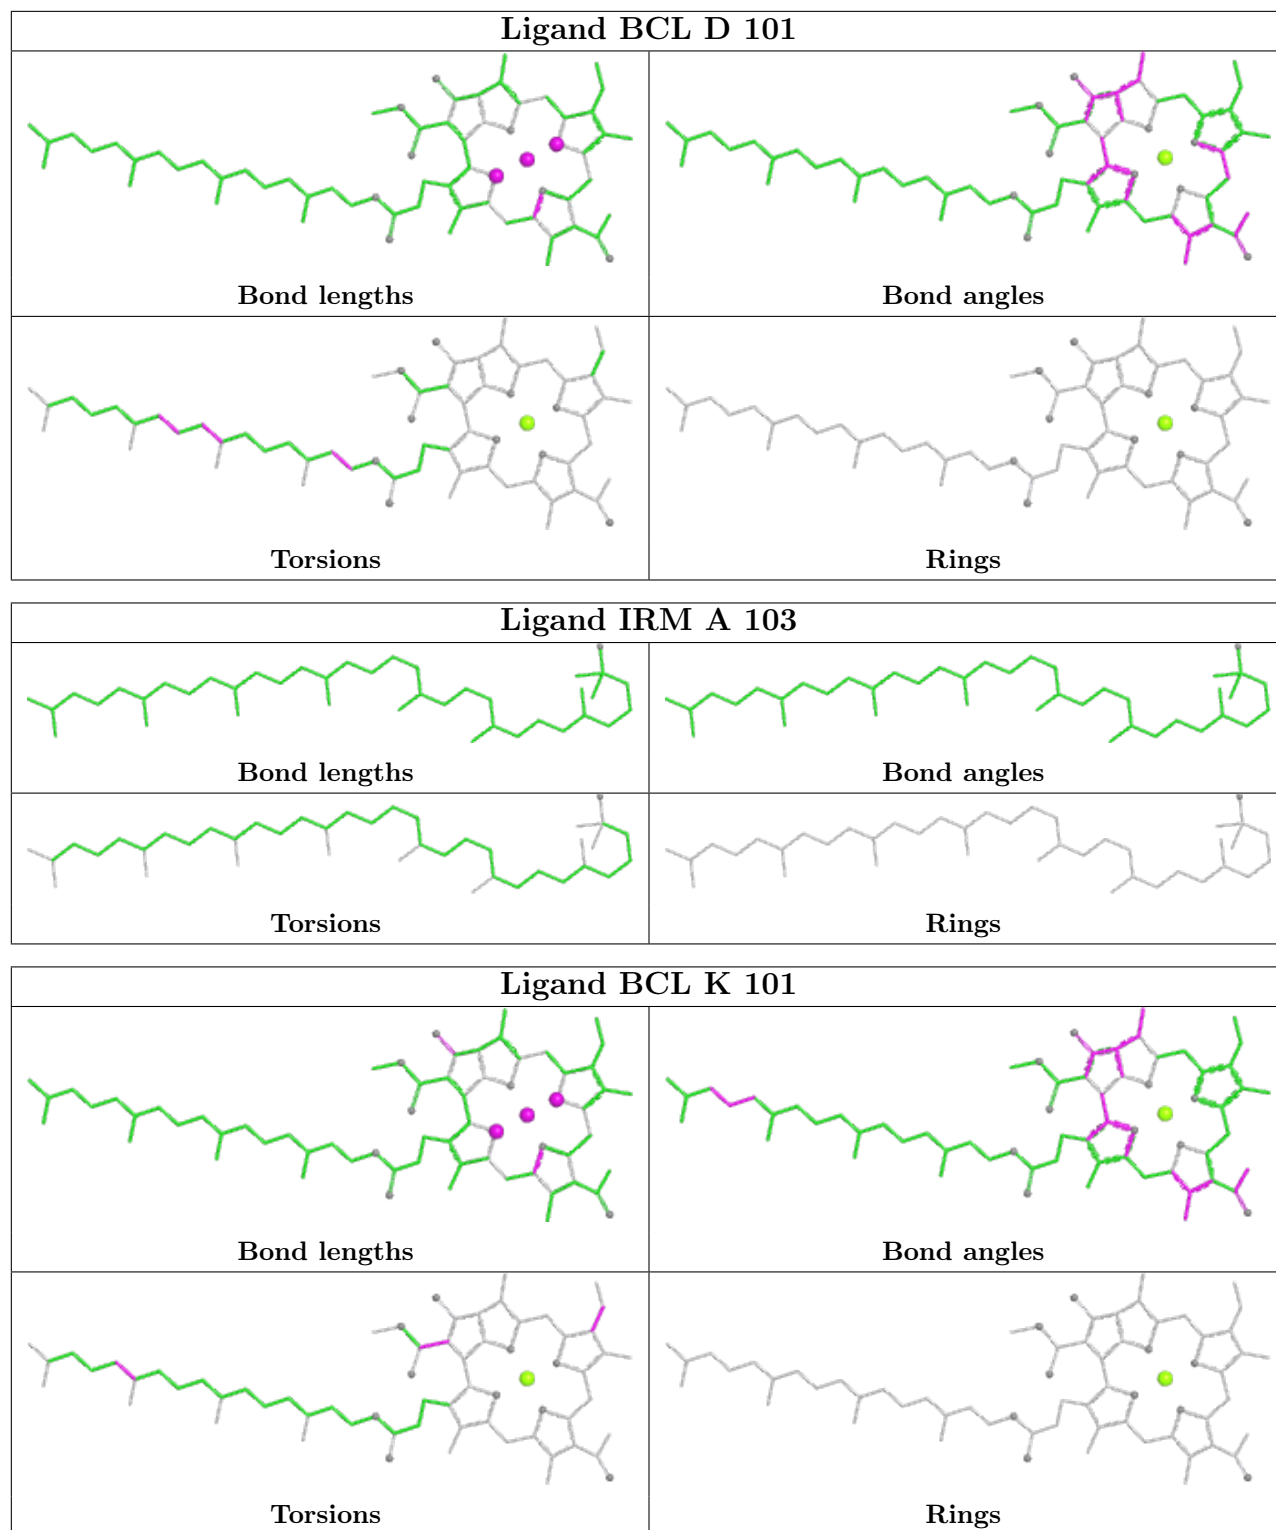 Ligand BCL D 101
Bond lengths
Bond angles
Torsions
Rings
Ligand IRM A 103
Bond lengths
Bond angles
Torsions
Rings
Ligand BCL K 101
Bond lengths
Bond angles
Torsions
Rings